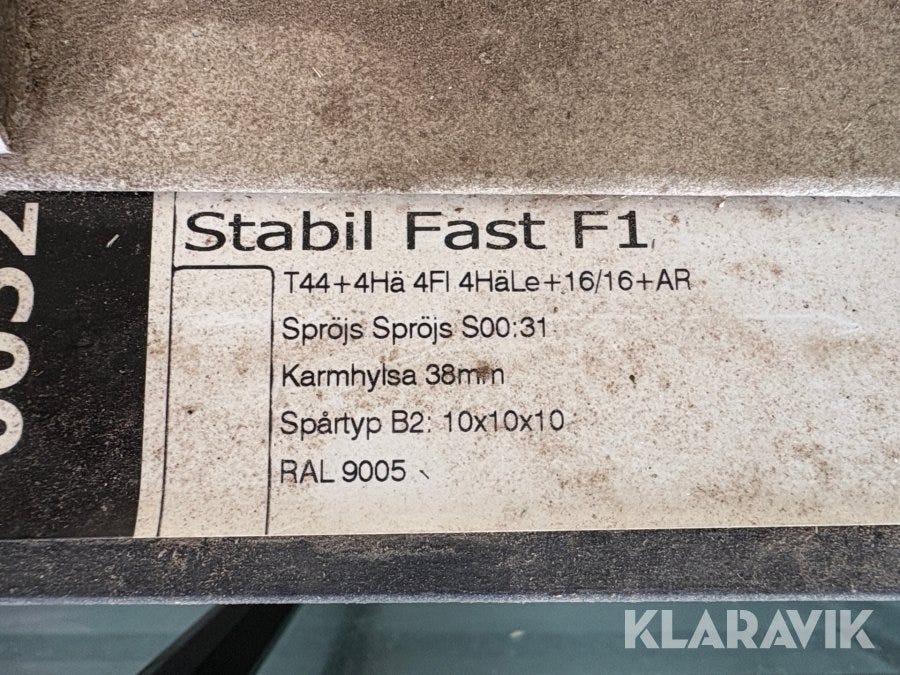 Stabil Fast F1
T44+4Hä 4Fl 4HäLe+16/16+AR
Spröjs Spröjs S00:31
Karmhylsa 38mm
Spårtyp B2: 10x10x10
RAL 9005
KLARAVIK